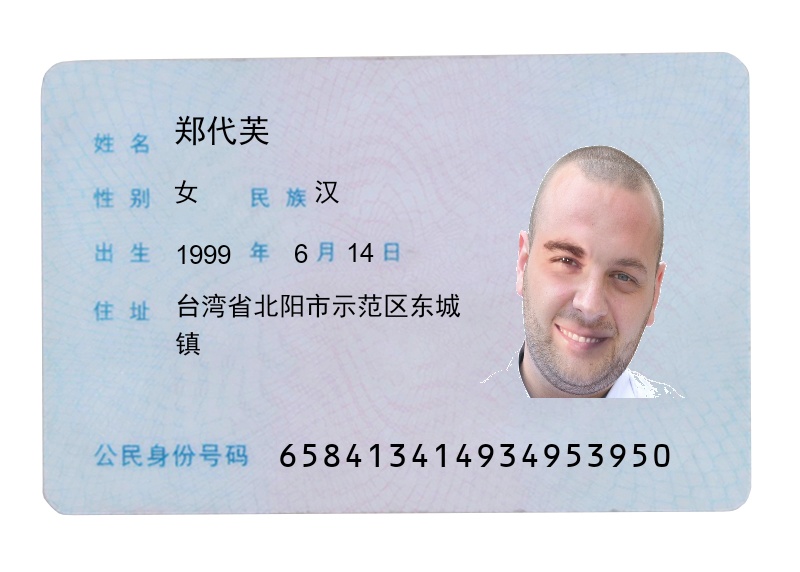 姓名 郑代芙
性别 女 民族 汉
出生 1999 年 6 月 14 日
住址 台湾省北阳市示范区东城
镇
公民身份号码 658413414934953950